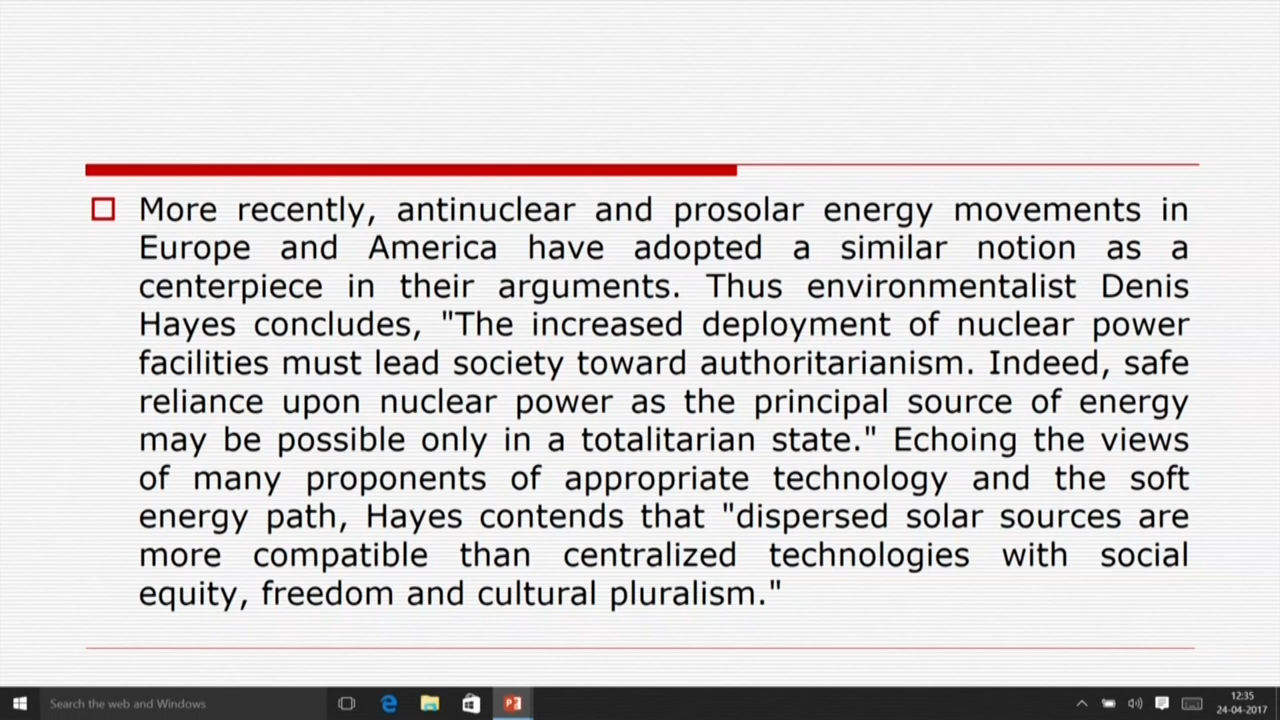 More recently, antinuclear and prosolar energy movements in
Europe and America have adopted a similar notion as a
centerpiece in their arguments. Thus environmentalist Denis
Hayes concludes, "The increased deployment of nuclear power
facilities must lead society toward authoritarianism. Indeed, safe
reliance upon nuclear power as the principal source of energy
may be possible only in a totalitarian state." Echoing the views
of many proponents of appropriate technology and the soft
energy path, Hayes contends that "dispersed solar sources are
more compatible than centralized technologies with social
equity, freedom and cultural pluralism."
Search the web and Windows
12:35
24-04-2017